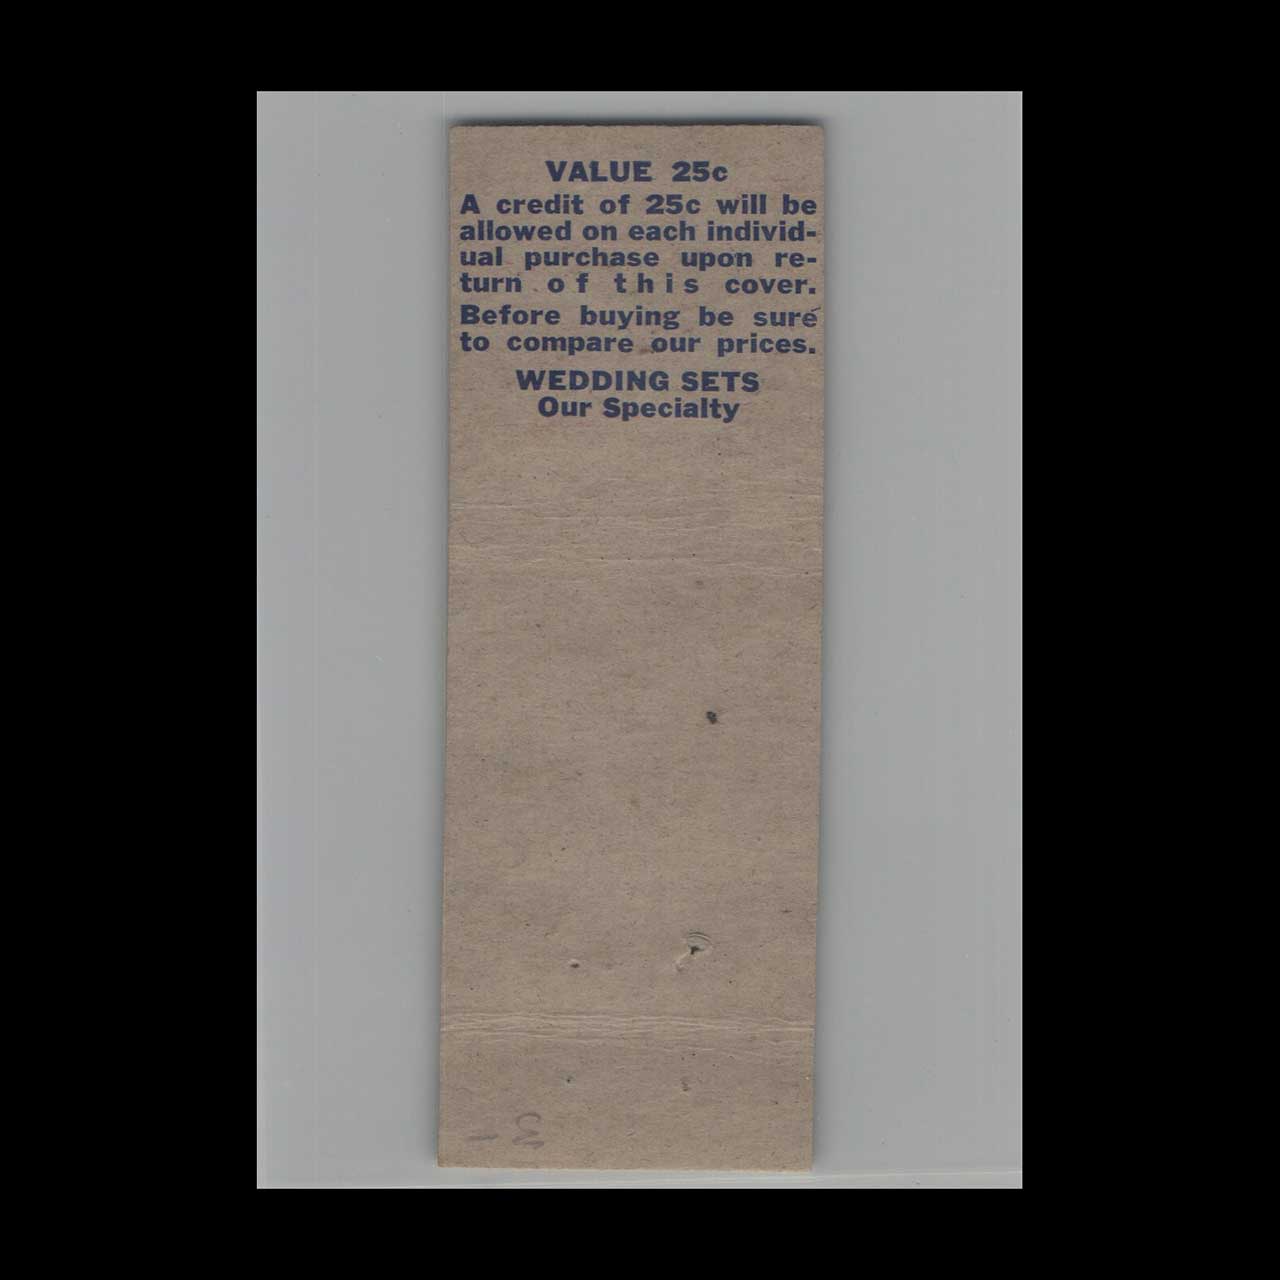 VALUE 25c
A credit of 25c will be
allowed on each individ-
ual purchase upon re-
turn of this cover.
Before buying be sure
to compare our prices.
WEDDING SETS
Our Specialty
3 -